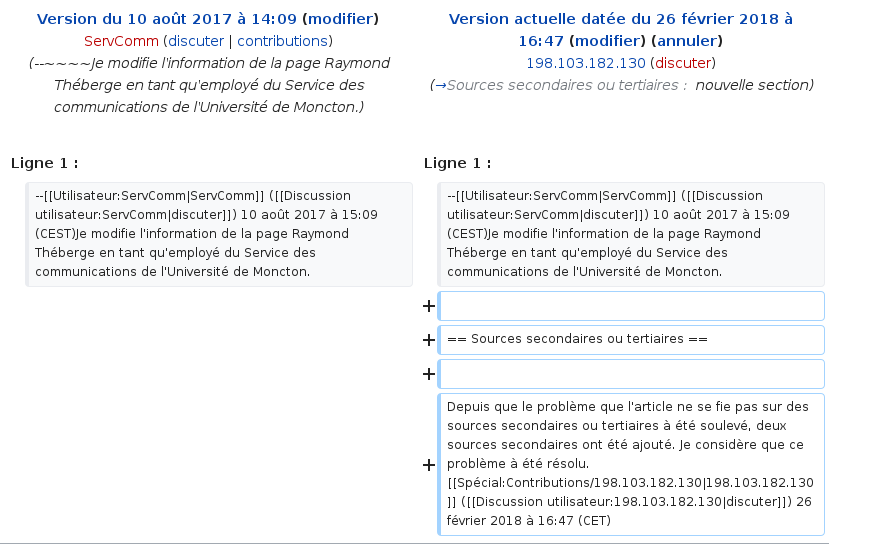 Version du 10 août 2017 à 14:09 (modifier)
ServComm (discuter | contributions)
(--~~~~Je modifie l'information de la page Raymond
Théberge en tant qu'employé du Service des
communications de l'Université de Moncton.)
Version actuelle datée du 26 février 2018 à
16:47 (modifier) (annuler)
198.103.182.130 (discuter)
(→Sources secondaires ou tertiaires : nouvelle section)
Ligne 1 :
Ligne 1 :
--[[Utilisateur:ServComm|ServComm]] ([[Discussion
utilisateur:ServComm|discuter]]) 10 août 2017 à 15:09
(CEST)Je modifie l'information de la page Raymond
Théberge en tant qu'employé du Service des
communications de l'Université de Moncton.
--[[Utilisateur:ServComm|ServComm]] ([[Discussion
utilisateur:ServComm|discuter]]) 10 août 2017 à 15:09
(CEST)Je modifie l'information de la page Raymond
Théberge en tant qu'employé du Service des
communications de l'Université de Moncton.
+
+ == Sources secondaires ou tertiaires ==
+
Depuis que le problème que l'article ne se fie pas sur des
sources secondaires ou tertiaires à été soulevé, deux
sources secondaires ont été ajouté. Je considère que ce
+ problème à été résolu.
[[Spécial:Contributions/198.103.182.130|198.103.182.130
]] ([[Discussion utilisateur:198.103.182.130|discuter]]) 26
février 2018 à 16:47 (CET)